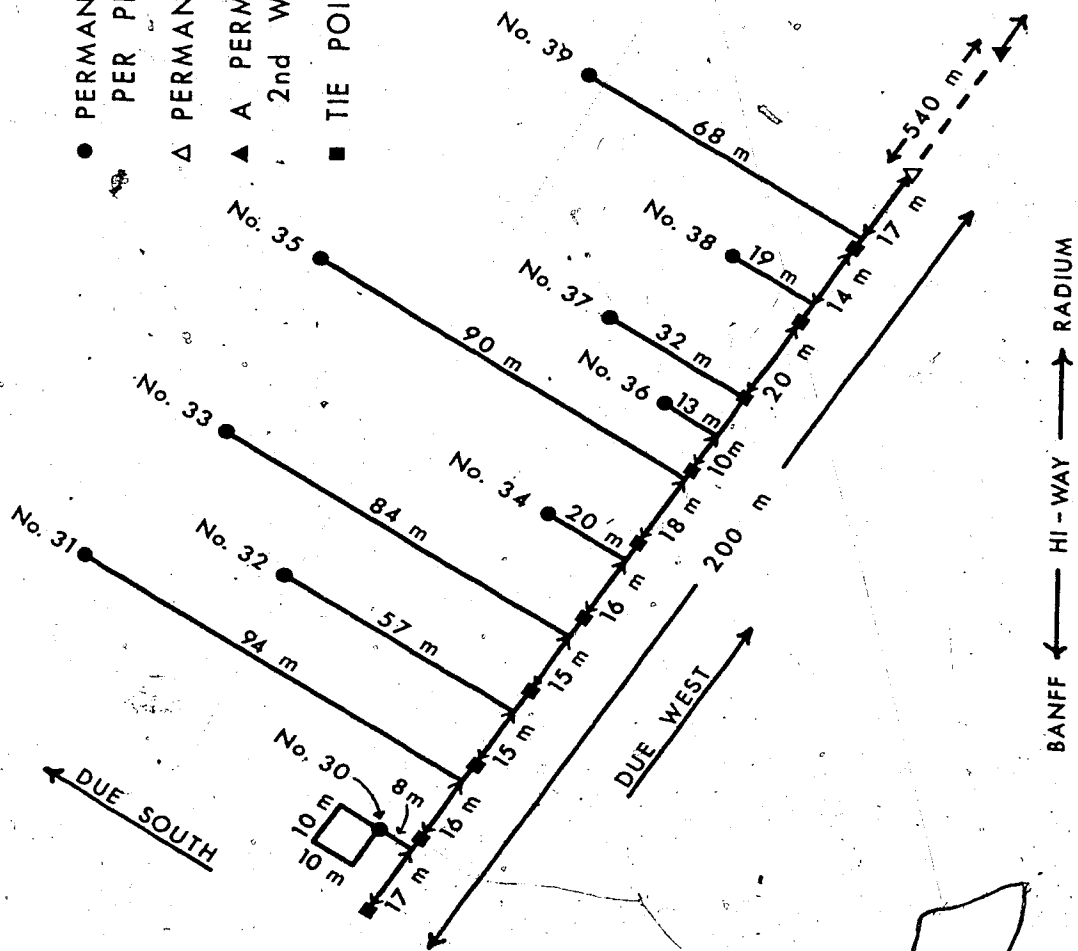 ● PERMAN
PER P
△ PERMAN
▲ A PERM
2nd W
■ TIE POI
No. 39
68 m
540 m
No. 38
19 m
17 m
No. 35
No. 37
14 m
90 m
32 m
20 m
No. 36
13 m
10m
No. 33
No. 34
84 m
20 m
18 m
200 m
No. 31
No. 32
16 m
57 m
94 m
15 m
15 m
DUE WEST
No. 30
8m
16 m
10 m
10 m
17 m
DUE SOUTH
BANFF ← HI-WAY → RADIUM